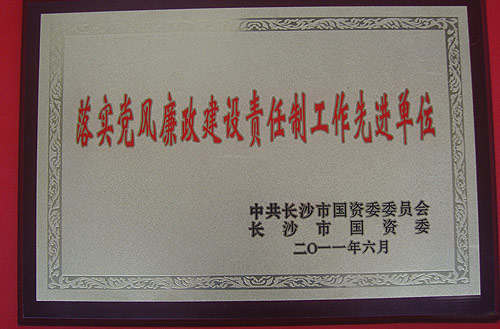 落实党风廉政建设责任制工作先进单位
中共长沙市国资委委员会
长沙市国资委
二〇一一年六月